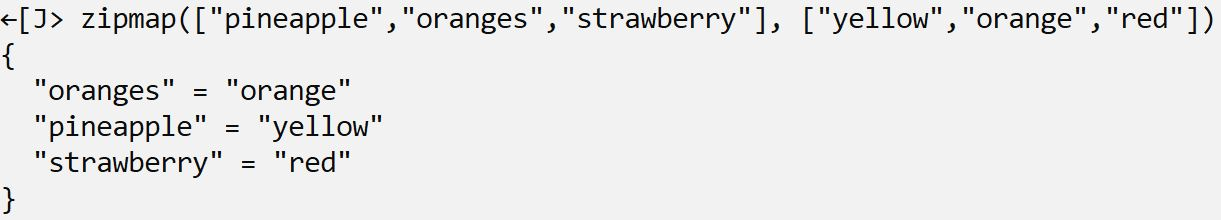 ←[J> zipmap(["pineapple","oranges","strawberry"], ["yellow","orange","red"])
{
  "oranges" = "orange"
  "pineapple" = "yellow"
  "strawberry" = "red"
}